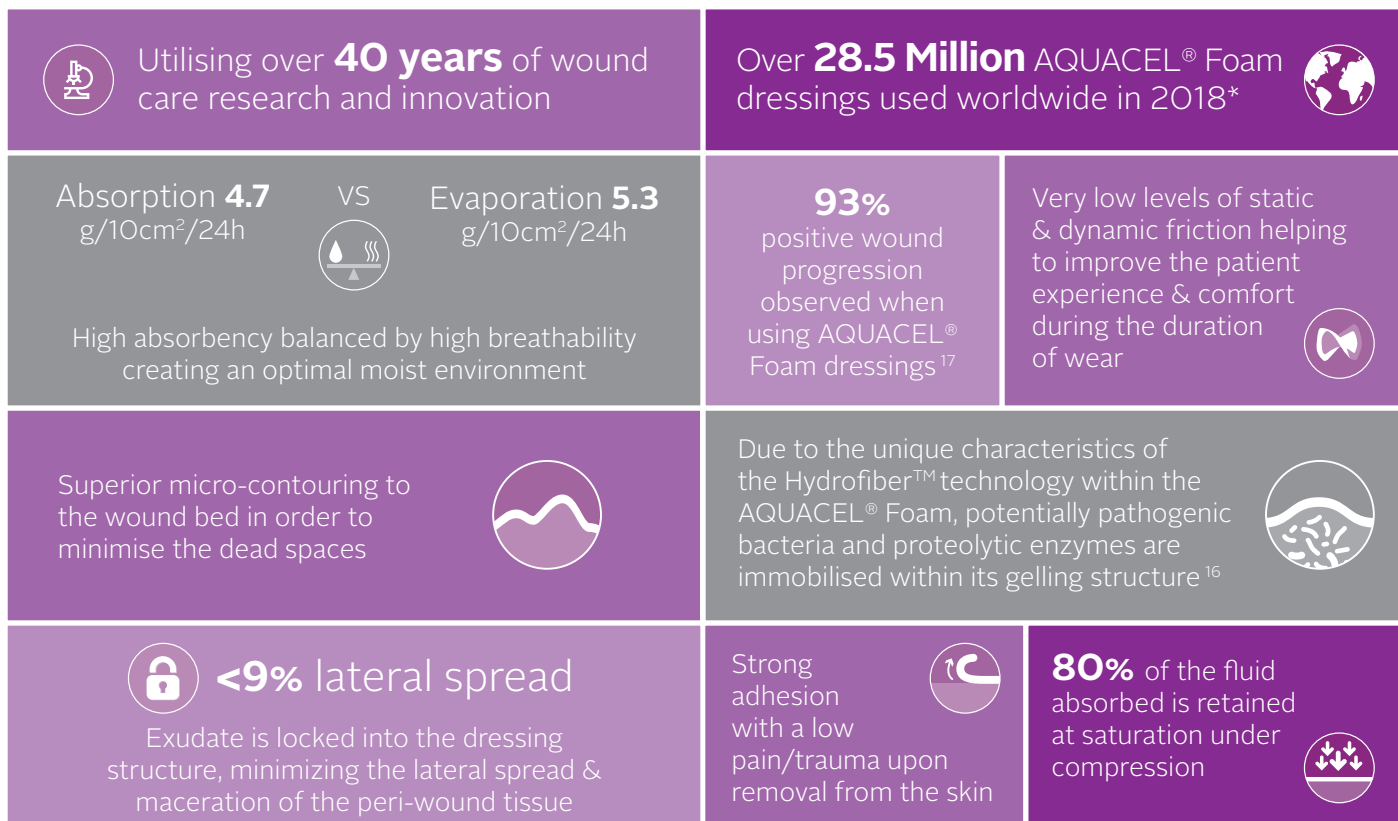 Utilising over 40 years of wound
care research and innovation
Over 28.5 Million AQUACEL® Foam
dressings used worldwide in 2018*
Absorption 4.7
g/10cm²/24h
VS
Evaporation 5.3
g/10cm²/24h
High absorbency balanced by high breathability
creating an optimal moist environment
93%
positive wound
progression
observed when
using AQUACEL®
Foam dressings 17
Very low levels of static
& dynamic friction helping
to improve the patient
experience & comfort
during the duration
of wear
Superior micro-contouring to
the wound bed in order to
minimise the dead spaces
Due to the unique characteristics of
the Hydrofiber™ technology within the
AQUACEL® Foam, potentially pathogenic
bacteria and proteolytic enzymes are
immobilised within its gelling structure 16
<9% lateral spread
Exudate is locked into the dressing
structure, minimizing the lateral spread &
maceration of the peri-wound tissue
Strong
adhesion
with a low
pain/trauma upon
removal from the skin
80% of the fluid
absorbed is retained
at saturation under
compression